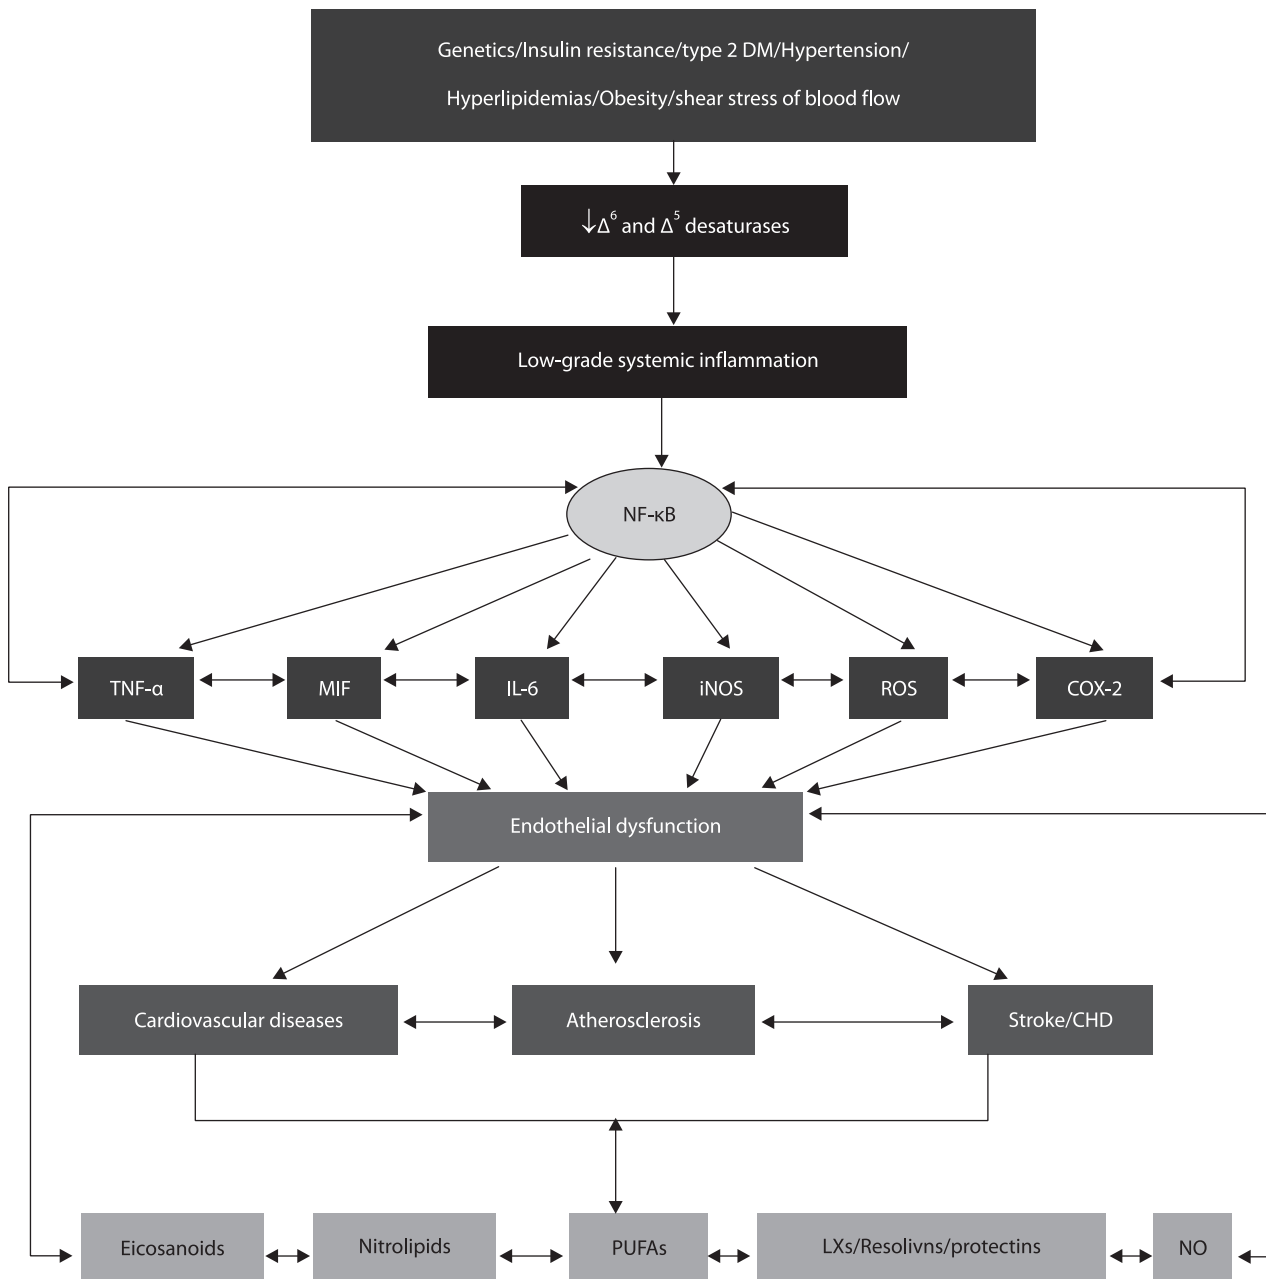 Genetics/Insulin resistance/type 2 DM/Hypertension/
Hyperlipidemias/Obesity/shear stress of blood flow
↓Δ⁶ and Δ⁵ desaturases
Low-grade systemic inflammation
NF-κB
TNF-α
MIF
IL-6
iNOS
ROS
COX-2
Endothelial dysfunction
Cardiovascular diseases
Atherosclerosis
Stroke/CHD
Eicosanoids
Nitrolipids
PUFAs
LXs/Resolivns/protectins
NO